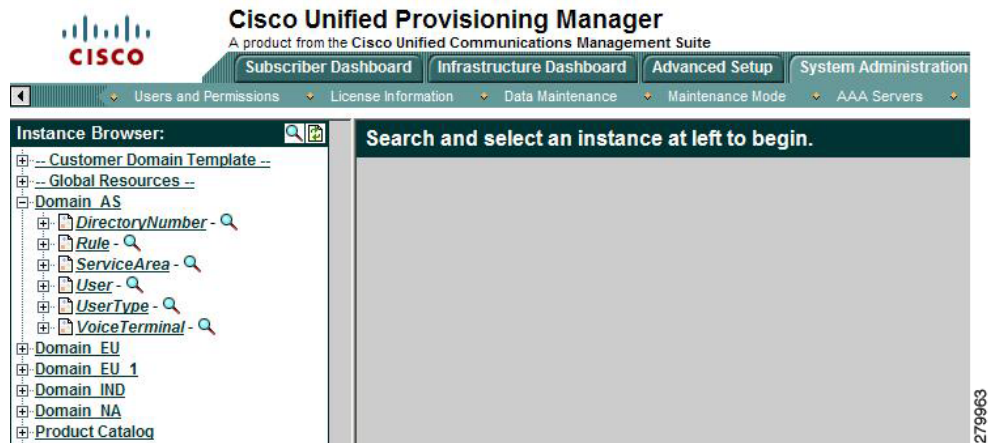 Cisco Unified Provisioning Manager
A product from the Cisco Unified Communications Management Suite
CISCO
Subscriber Dashboard Infrastructure Dashboard Advanced Setup System Administration
Users and Permissions License Information Data Maintenance Maintenance Mode AAA Servers
Instance Browser:
Search and select an instance at left to begin.
-- Customer Domain Template --
-- Global Resources --
Domain_AS
DirectoryNumber -
Rule -
ServiceArea -
User -
UserType -
VoiceTerminal -
Domain_EU
Domain_EU_1
Domain_IND
Domain_NA
Product Catalog
279963